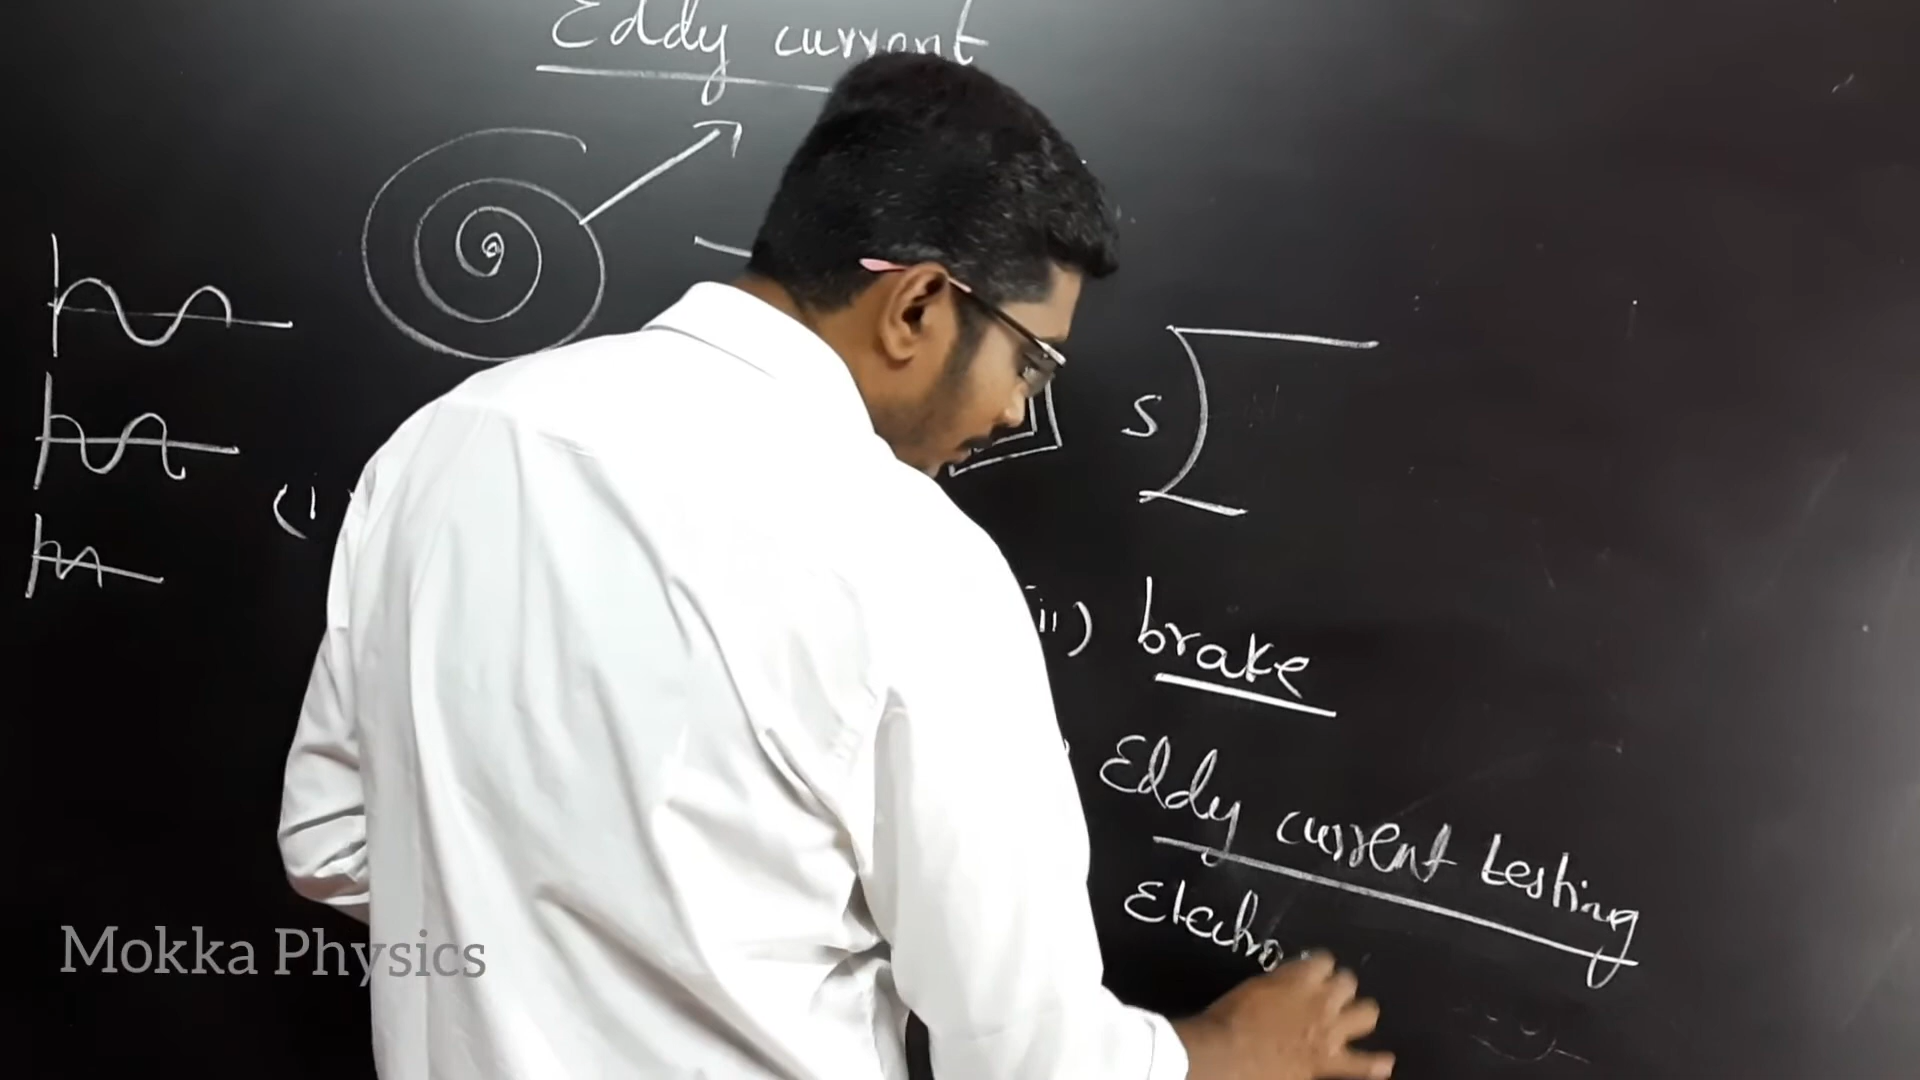 Eddy current
S
(i
ii) brake
Eddy current testing
Electro
Mokka Physics